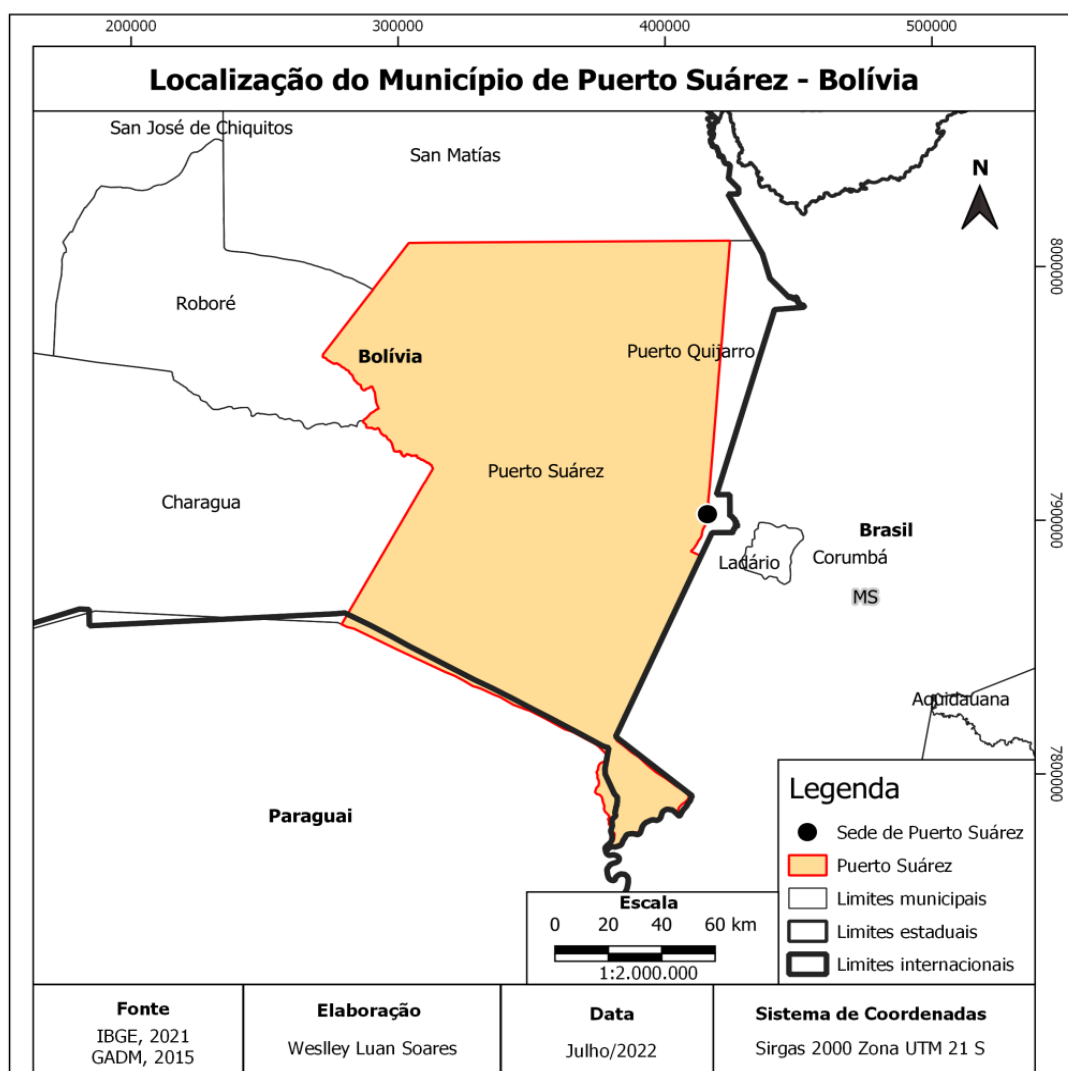 200000
300000
400000
500000
Localização do Município de Puerto Suárez - Bolívia
San José de Chiquitos
San Matías
N
8000000
Roboré
Bolívia
Puerto Quijarro
Puerto Suárez
Charagua
7900000
Brasil
Ladário
Corumbá
MS
Aquidauana
7800000
Paraguai
Legenda
Sede de Puerto Suárez
Puerto Suárez
Limites municipais
Limites estaduais
Limites internacionais
Escala
0 20 40 60 km
1:2.000.000
Fonte
IBGE, 2021
GADM, 2015
Elaboração
Weslley Luan Soares
Data
Julho/2022
Sistema de Coordenadas
Sirgas 2000 Zona UTM 21 S